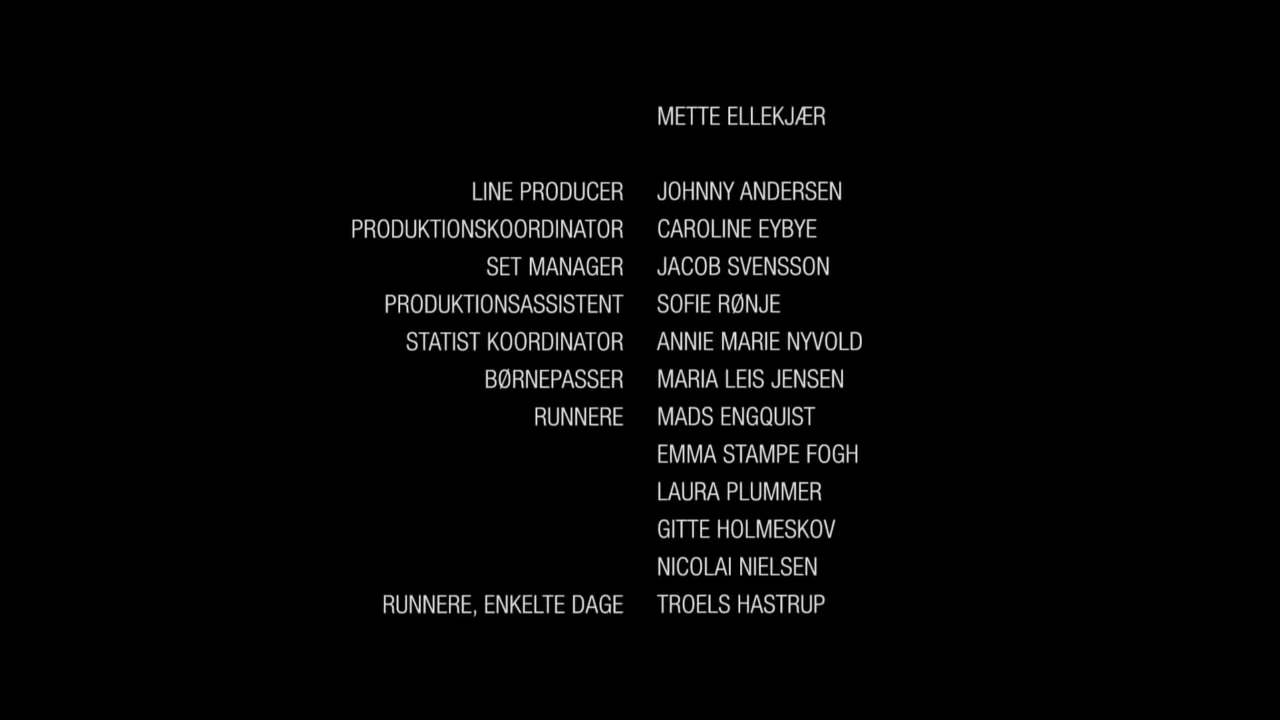 METTE ELLEKJÆR
LINE PRODUCER JOHNNY ANDERSEN
PRODUKTIONSKOORDINATOR CAROLINE EYBYE
SET MANAGER JACOB SVENSSON
PRODUKTIONSASSISTENT SOFIE RØNJE
STATIST KOORDINATOR ANNIE MARIE NYVOLD
BØRNEPASSER MARIA LEIS JENSEN
RUNNERE MADS ENGQUIST
EMMA STAMPE FOGH
LAURA PLUMMER
GITTE HOLMESKOV
NICOLAI NIELSEN
RUNNERE, ENKELTE DAGE TROELS HASTRUP